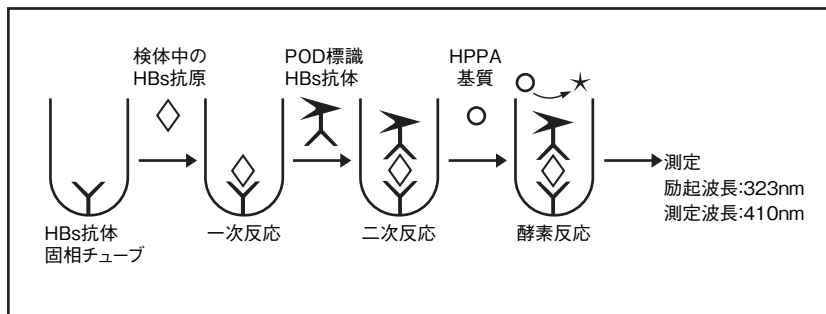 検体中の
HBs抗原
POD標識
HBs抗体
HPPA
基質
測定
励起波長:323nm
測定波長:410nm
HBs抗体
固相チューブ
一次反応
二次反応
酵素反応